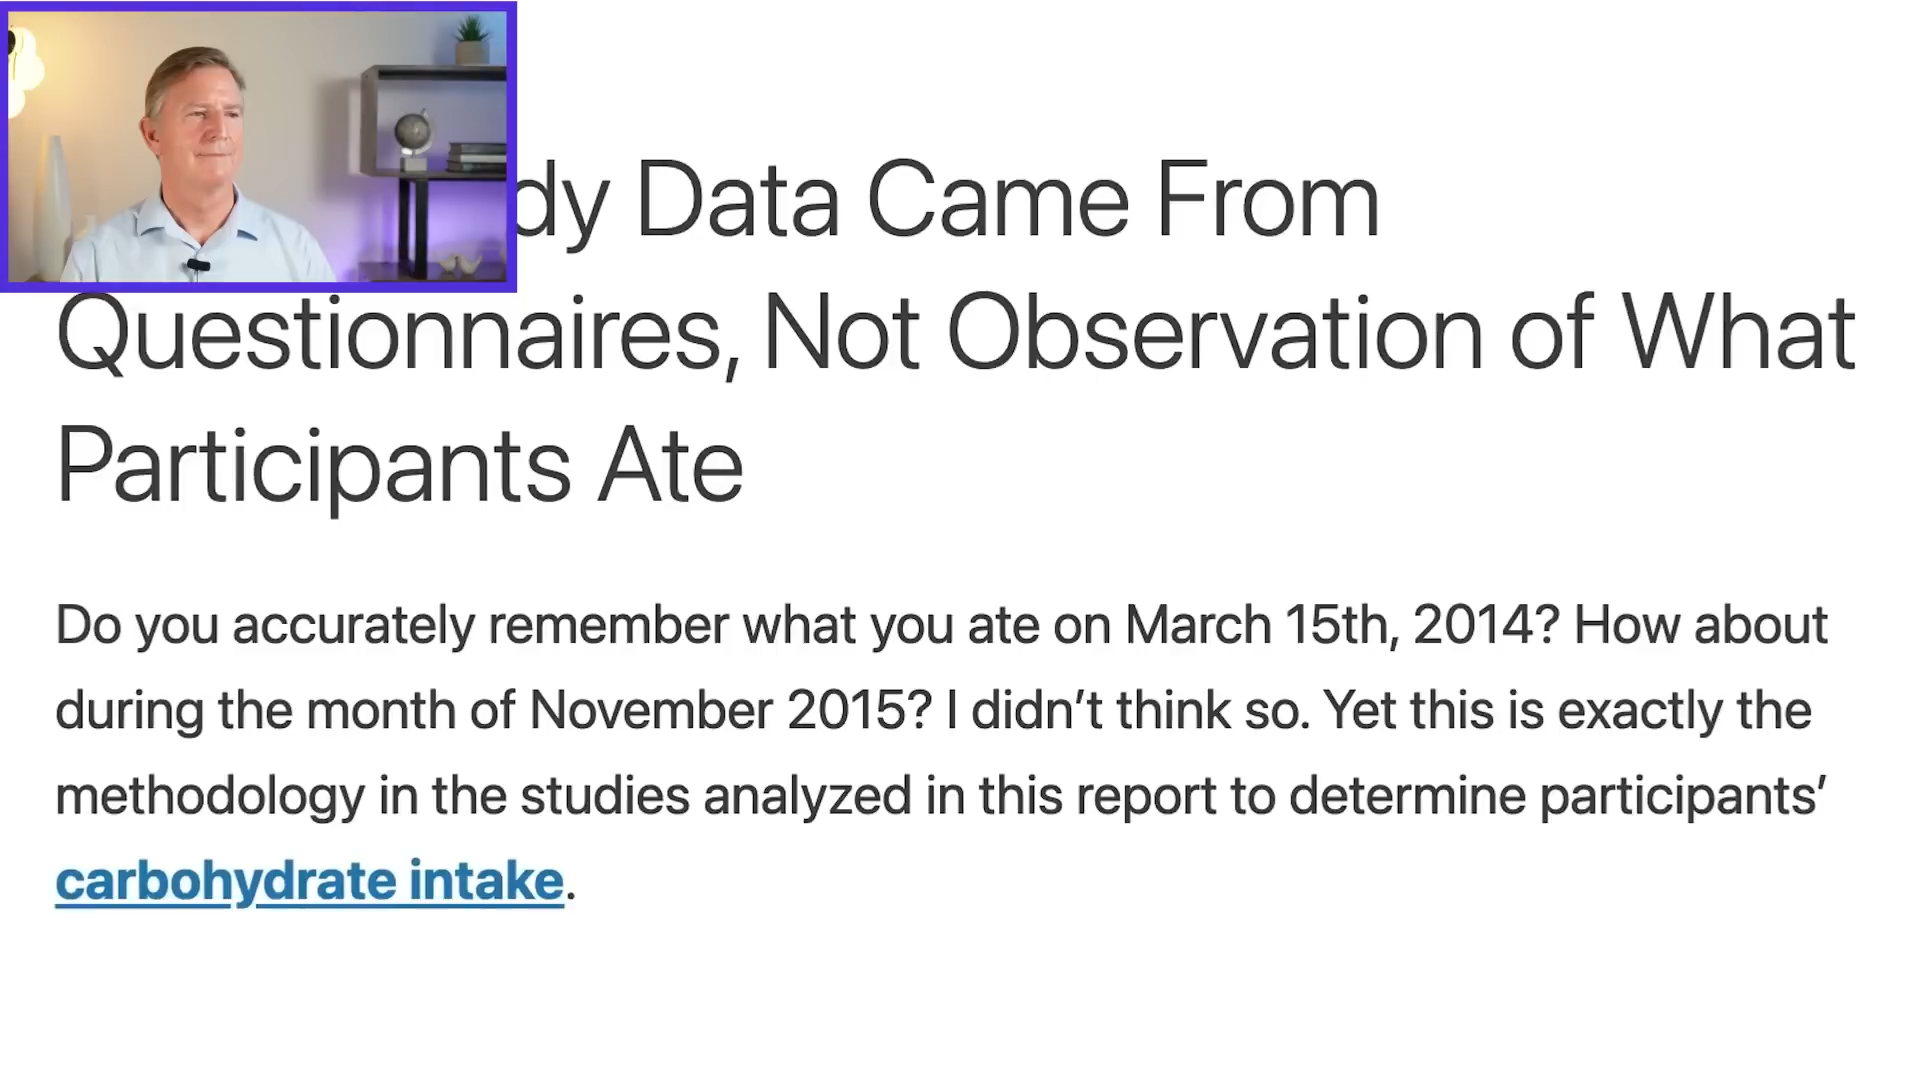 dy Data Came From
Questionnaires, Not Observation of What
Participants Ate
Do you accurately remember what you ate on March 15th, 2014? How about
during the month of November 2015? I didn’t think so. Yet this is exactly the
methodology in the studies analyzed in this report to determine participants’
carbohydrate intake.